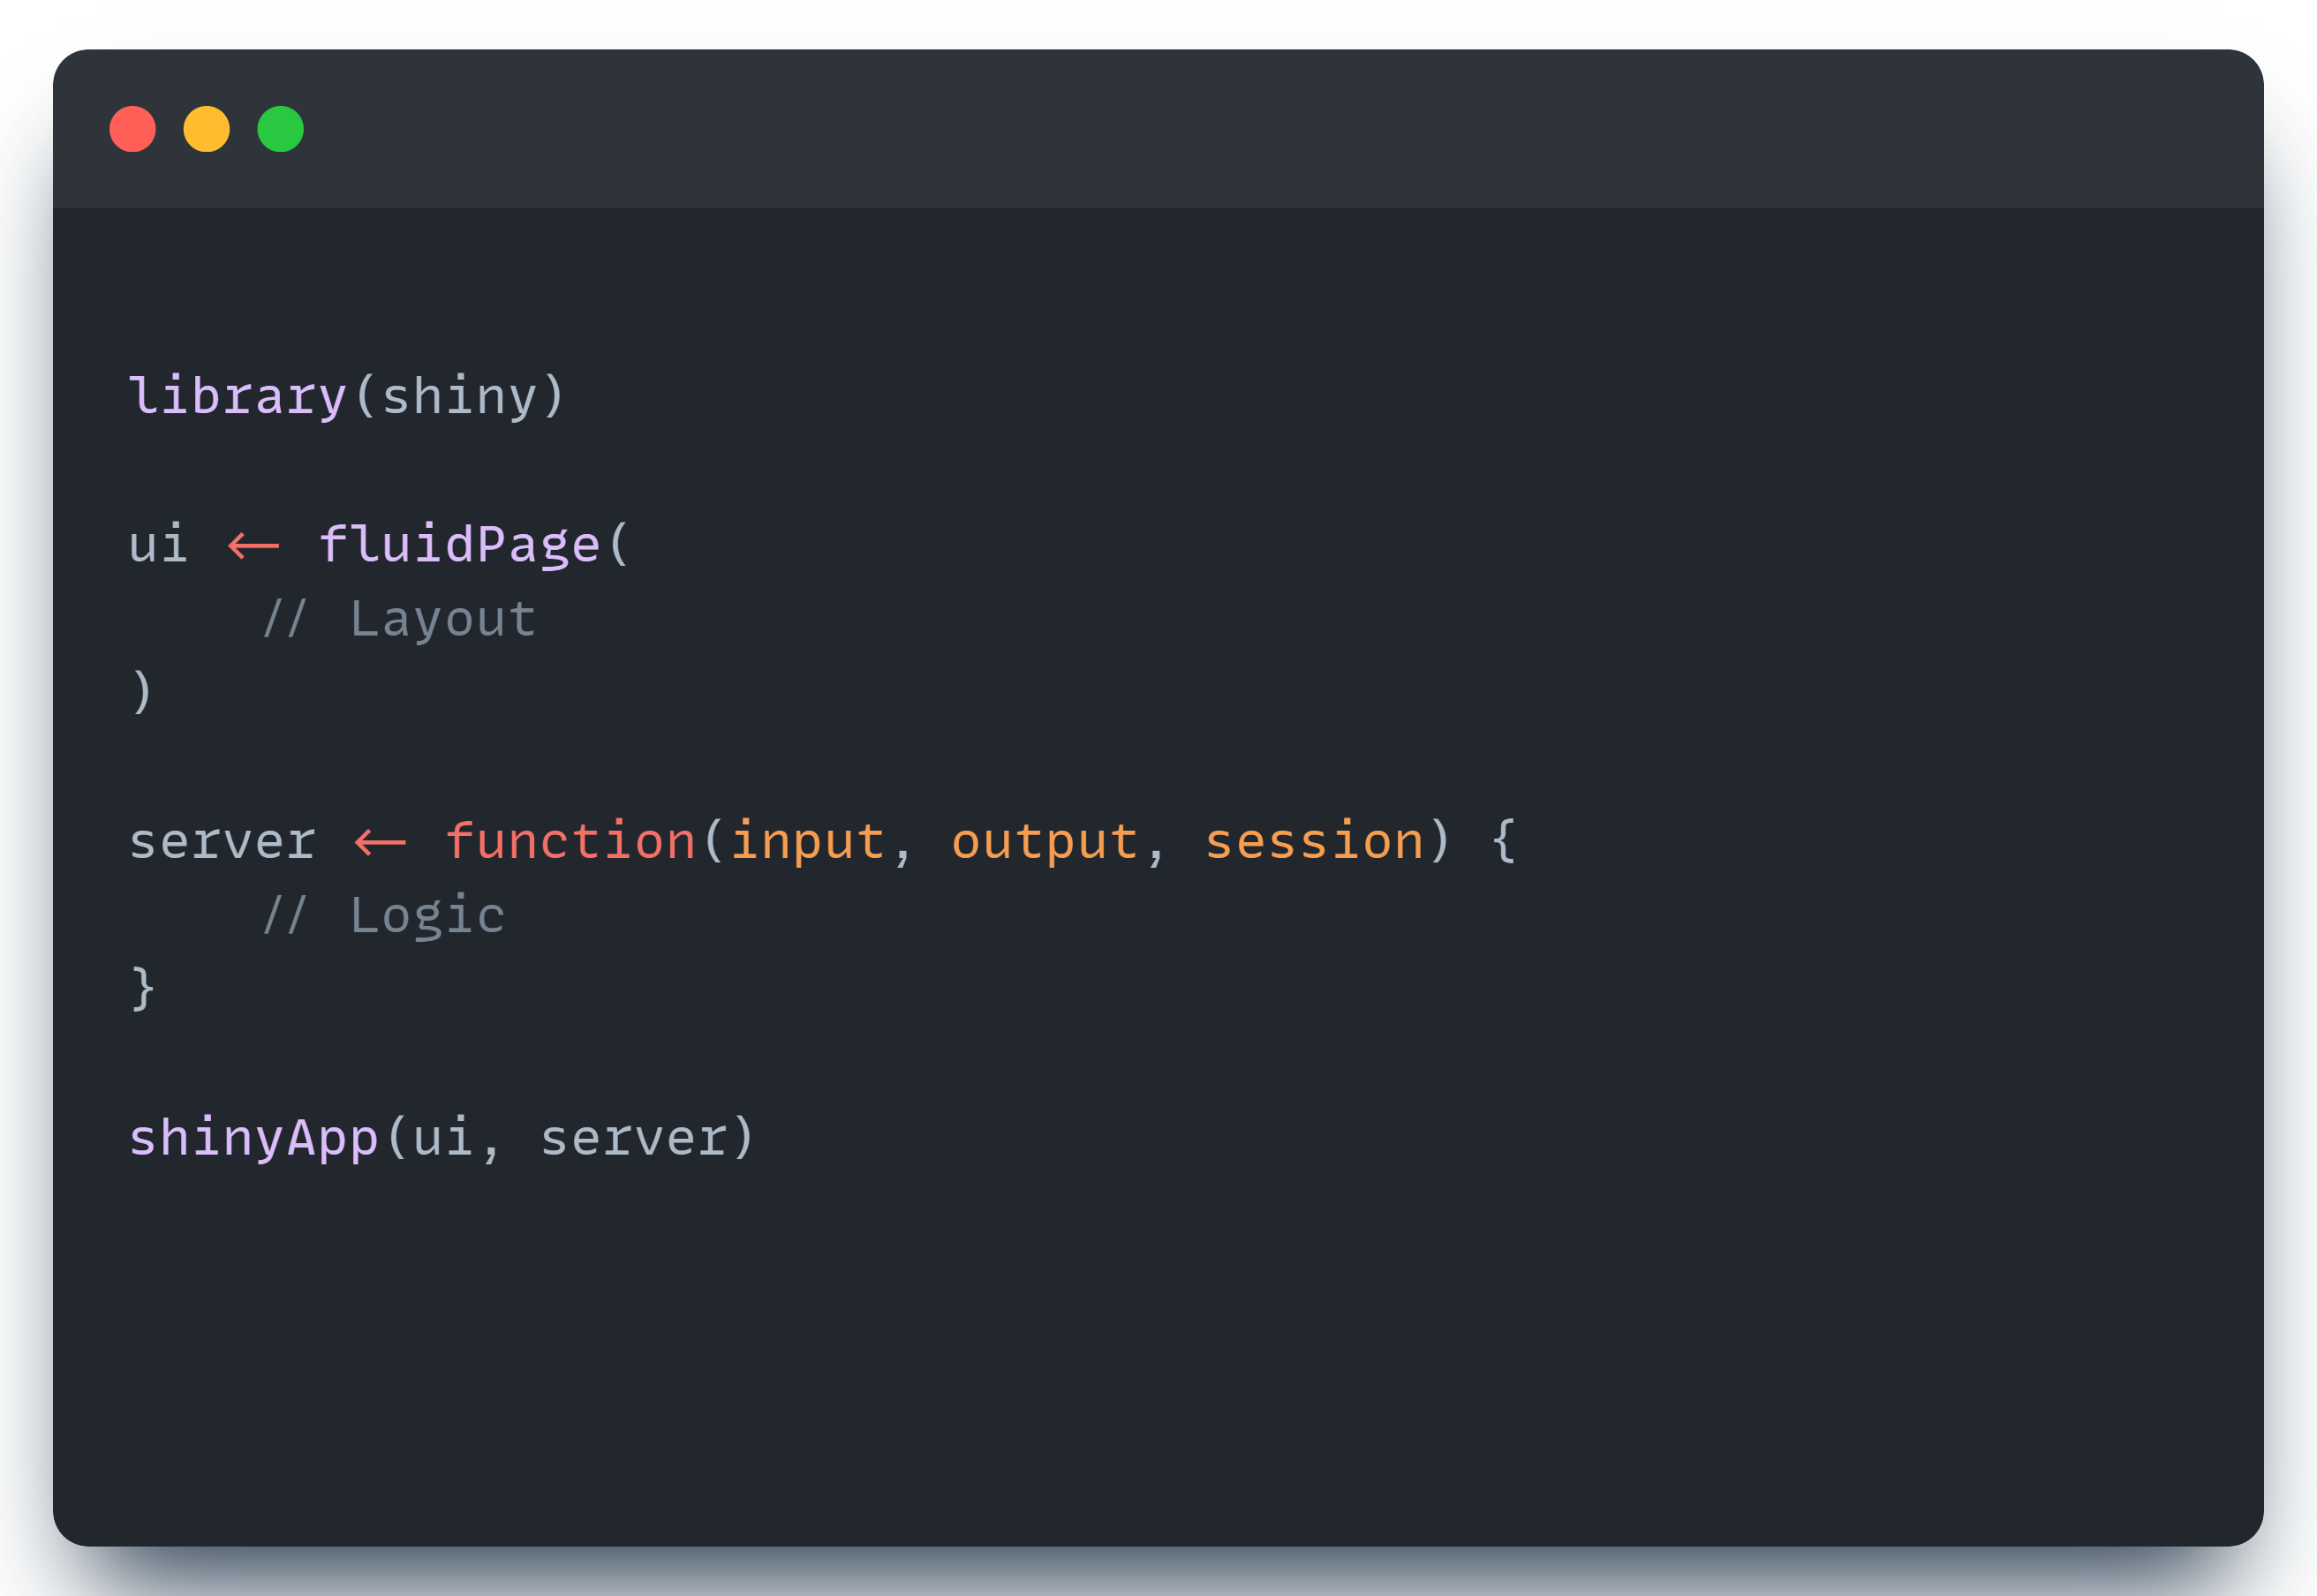 library(shiny)
ui <- fluidPage(
    // Layout
)
server <- function(input, output, session) {
    // Logic
}
shinyApp(ui, server)